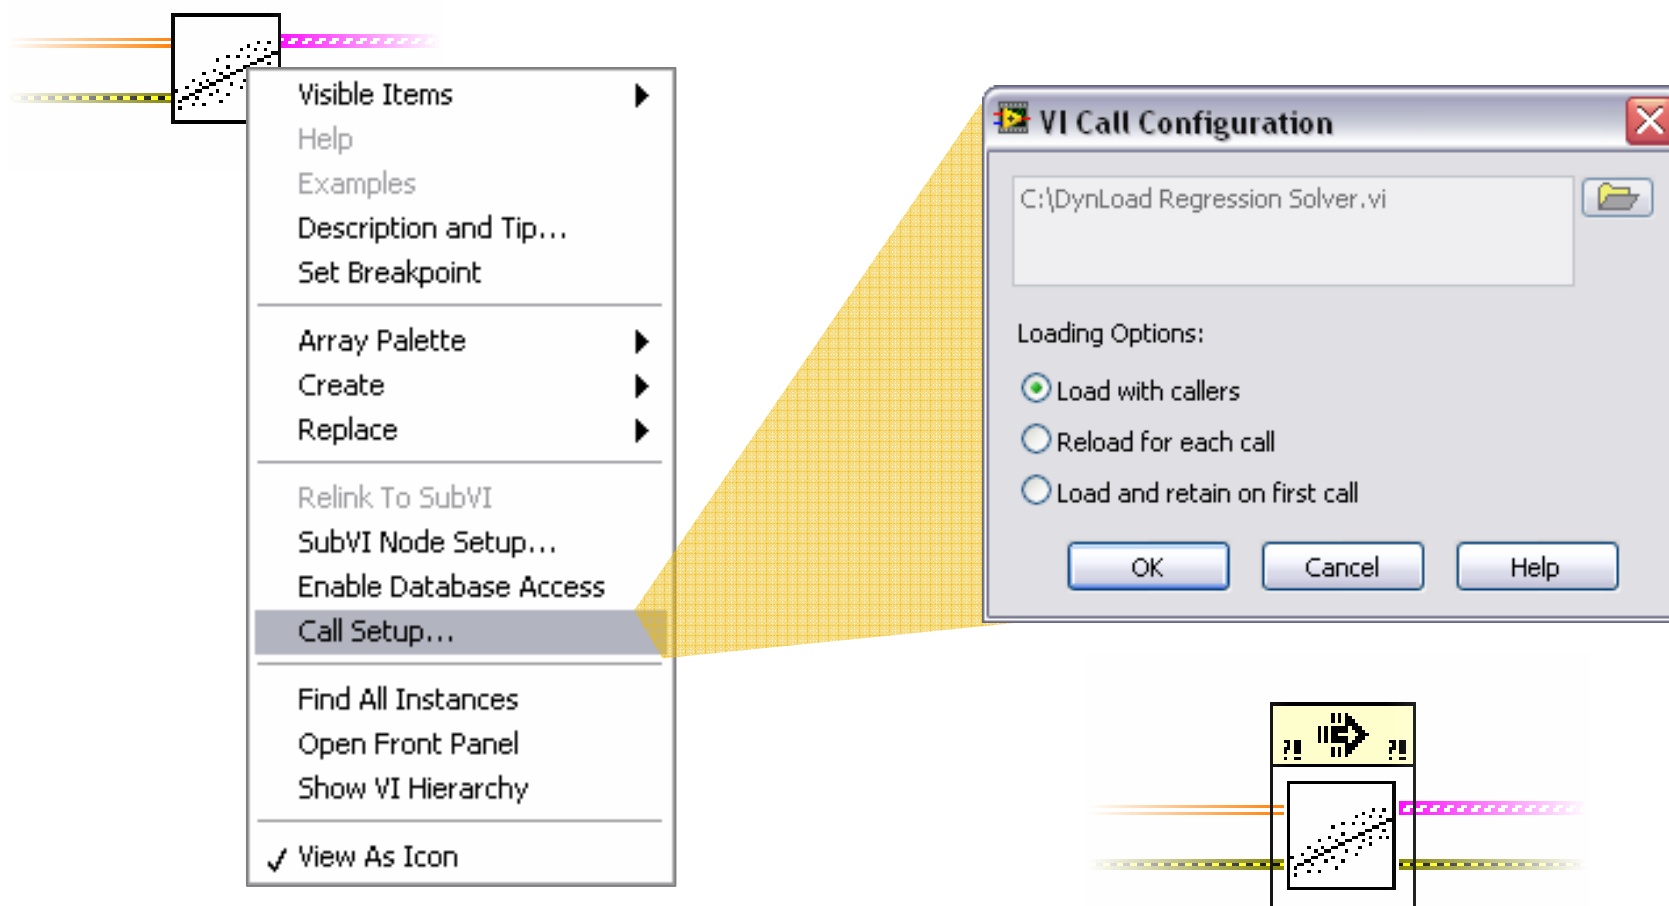 Visible Items
Help
Examples
Description and Tip...
Set Breakpoint
Array Palette
Create
Replace
Relink To SubVI
SubVI Node Setup...
Enable Database Access
Call Setup...
Find All Instances
Open Front Panel
Show VI Hierarchy
View As Icon
VI Call Configuration
C:\DynLoad Regression Solver.vi
Loading Options:
Load with callers
Reload for each call
Load and retain on first call
OK Cancel Help
?! ?!